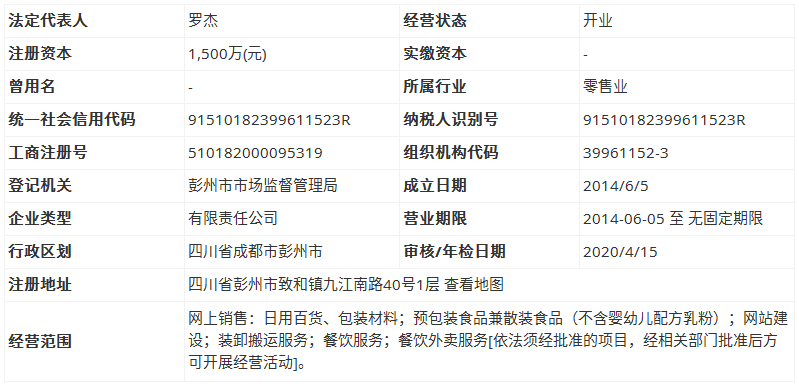 法定代表人 罗杰 经营状态 开业
注册资本 1,500万(元) 实缴资本 -
曾用名 - 所属行业 零售业
统一社会信用代码 91510182399611523R 纳税人识别号 91510182399611523R
工商注册号 510182000095319 组织机构代码 39961152-3
登记机关 彭州市市场监督管理局 成立日期 2014/6/5
企业类型 有限责任公司 营业期限 2014-06-05 至 无固定期限
行政区划 四川省成都市彭州市 审核/年检日期 2020/4/15
注册地址 四川省彭州市致和镇九江南路40号1层 查看地图
经营范围 网上销售：日用百货、包装材料；预包装食品兼散装食品（不含婴幼儿配方乳粉）；网站建
设；装卸搬运服务；餐饮服务；餐饮外卖服务[依法须经批准的项目，经相关部门批准后方
可开展经营活动]。